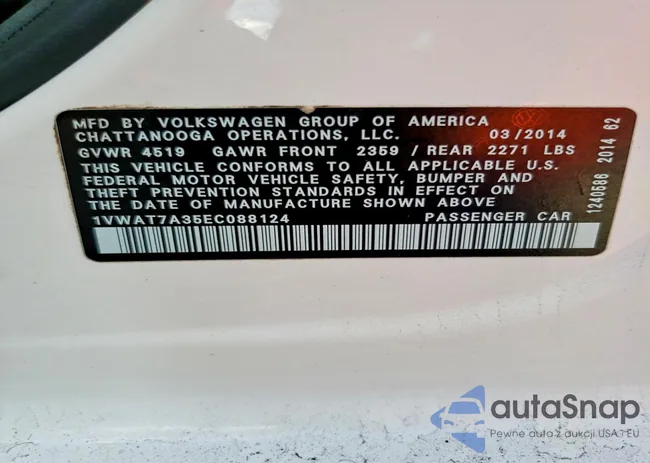 MFD BY VOLKSWAGEN GROUP OF AMERICA
CHATTANOOGA OPERATIONS, LLC. 03/2014
GVWR 4519 GAWR FRONT 2359 / REAR 2271 LBS
THIS VEHICLE CONFORMS TO ALL APPLICABLE U.S.
FEDERAL MOTOR VEHICLE SAFETY, BUMPER AND
THEFT PREVENTION STANDARDS IN EFFECT ON
THE DATE OF MANUFACTURE SHOWN ABOVE
1VWAT7A35EC088124 PASSENGER CAR
1240586 2014 62
autaSnap
Pewne auta z aukcji USA i EU